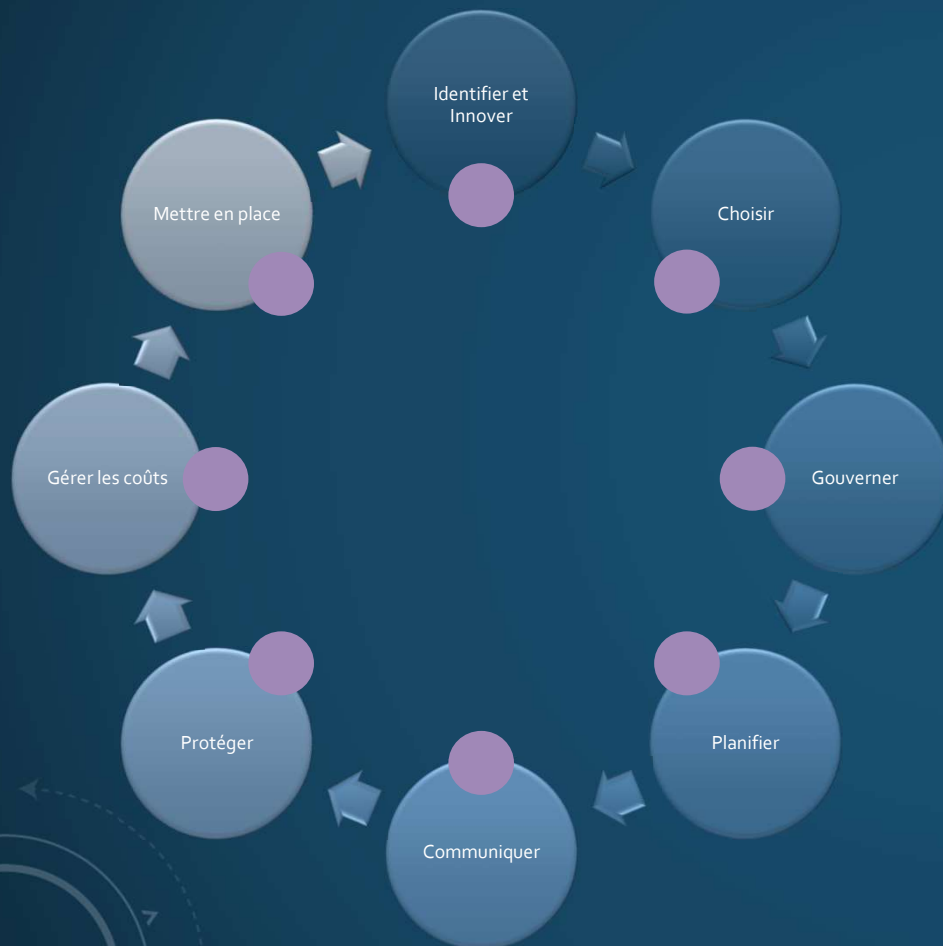 Identifier et
Innover
Choisir
Gouverner
Planifier
Communiquer
Protéger
Gérer les coûts
Mettre en place